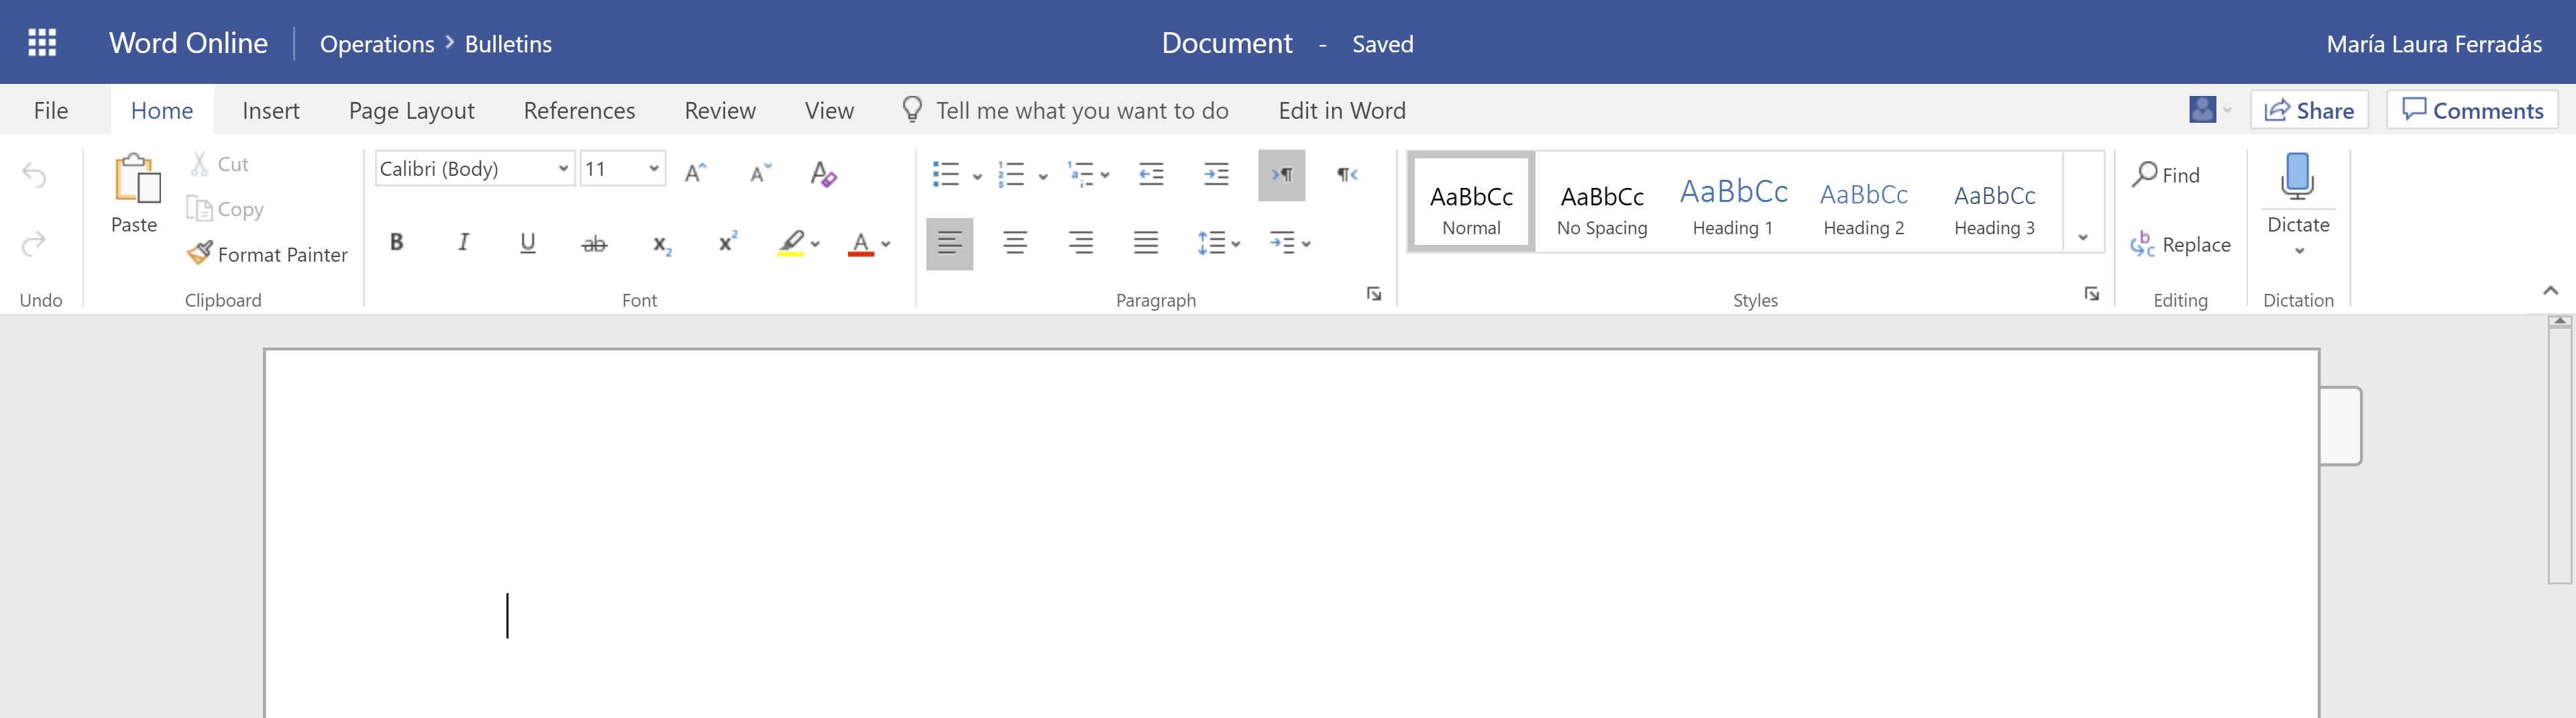 Word Online Operations > Bulletins Document - Saved María Laura Ferradás
File Home Insert Page Layout References Review View Tell me what you want to do Edit in Word Share Comments
Paste Cut Copy Format Painter
Calibri (Body) 11
B I U ab x₂ x² A
AaBbCc AaBbCc AaBbCc AaBbCc AaBbCc
Normal No Spacing Heading 1 Heading 2 Heading 3
Find
Replace
Dictate
Undo Clipboard Font Paragraph Styles Editing Dictation